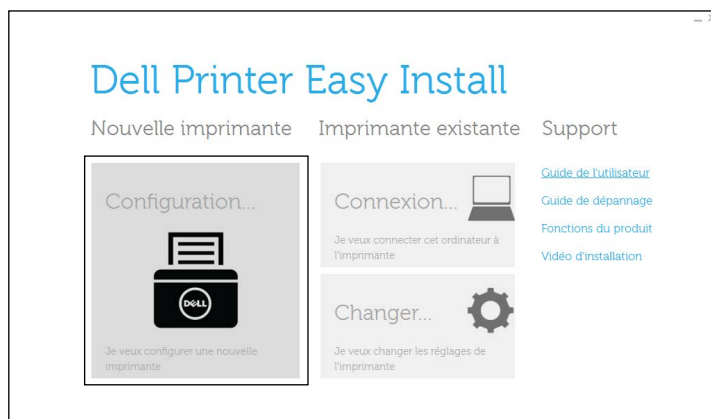 Dell Printer Easy Install
Nouvelle imprimante
Imprimante existante
Support
Configuration...
DELL
Je veux configurer une nouvelle
imprimante
Connexion...
Je veux connecter cet ordinateur à
l'imprimante
Changer...
Je veux changer les réglages de
l'imprimante
Guide de l'utilisateur
Guide de dépannage
Fonctions du produit
Vidéo d'installation